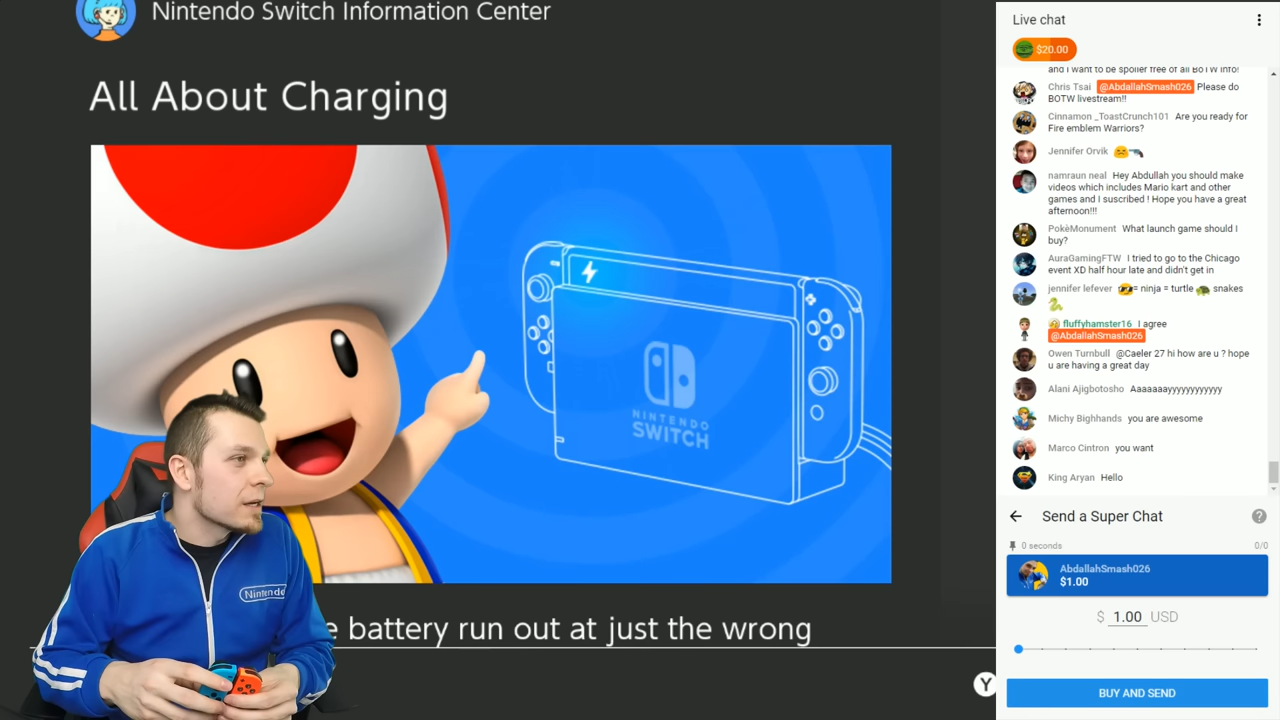 Nintendo Switch Information Center
All About Charging
NINTENDO
SWITCH
Nintendo
e battery run out at just the wrong
Y
Live chat
$20.00
and I want to be spoiler free of all BoTW info!
Chris Tsai @AbdallahSmash026 Please do
BOTW livestream!!
Cinnamon _ToastCrunch101 Are you ready for
Fire emblem Warriors?
Jennifer Orvik 😊🔫
namraun neal Hey Abdullah you should make
videos which includes Mario kart and other
games and I suscribed ! Hope you have a great
afternoon!!!
PokèMonument What launch game should I
buy?
AuraGamingFTW I tried to go to the Chicago
event XD half hour late and didn't get in
jennifer lefever 😎= ninja = turtle 🐢 snakes
🐍
fluffyhamster16 I agree
@AbdallahSmash026
Owen Turnbull @Caeler 27 hi how are u ? hope
u are having a great day
Alani Ajigbotosho Aaaaaaayyyyyyyyyyyy
Michy Bighhands you are awesome
Marco Cintron you want
King Aryan Hello
Send a Super Chat
0 seconds 0/0
AbdallahSmash026
$1.00
$ 1.00 USD
BUY AND SEND